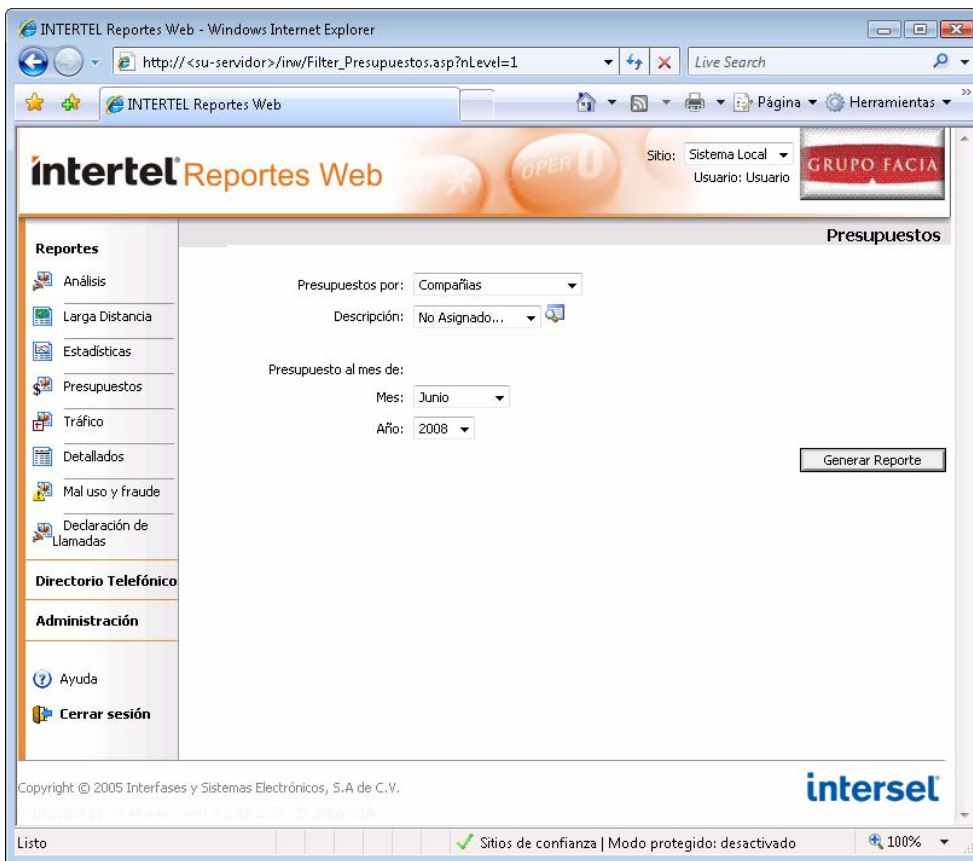 INTERTEL Reportes Web - Windows Internet Explorer
http://<su-servidor>/irw/Filter_Presupuestos.asp?nLevel=1
Live Search
INTERTEL Reportes Web
Página
Herramientas
intertel Reportes Web
OPER 0
Sitio: Sistema Local
Usuario: Usuario
GRUPO FACIA
Presupuestos
Reportes
Análisis
Larga Distancia
Estadísticas
Presupuestos
Tráfico
Detallados
Mal uso y fraude
Declaración de
Llamadas
Directorio Telefónico
Administración
Ayuda
Cerrar sesión
Presupuestos por: Compañias
Descripción: No Asignado...
Presupuesto al mes de:
Mes: Junio
Año: 2008
Generar Reporte
Copyright © 2005 Interfases y Sistemas Electrónicos, S.A de C.V.
intersel
Listo
Sitios de confianza | Modo protegido: desactivado
100%